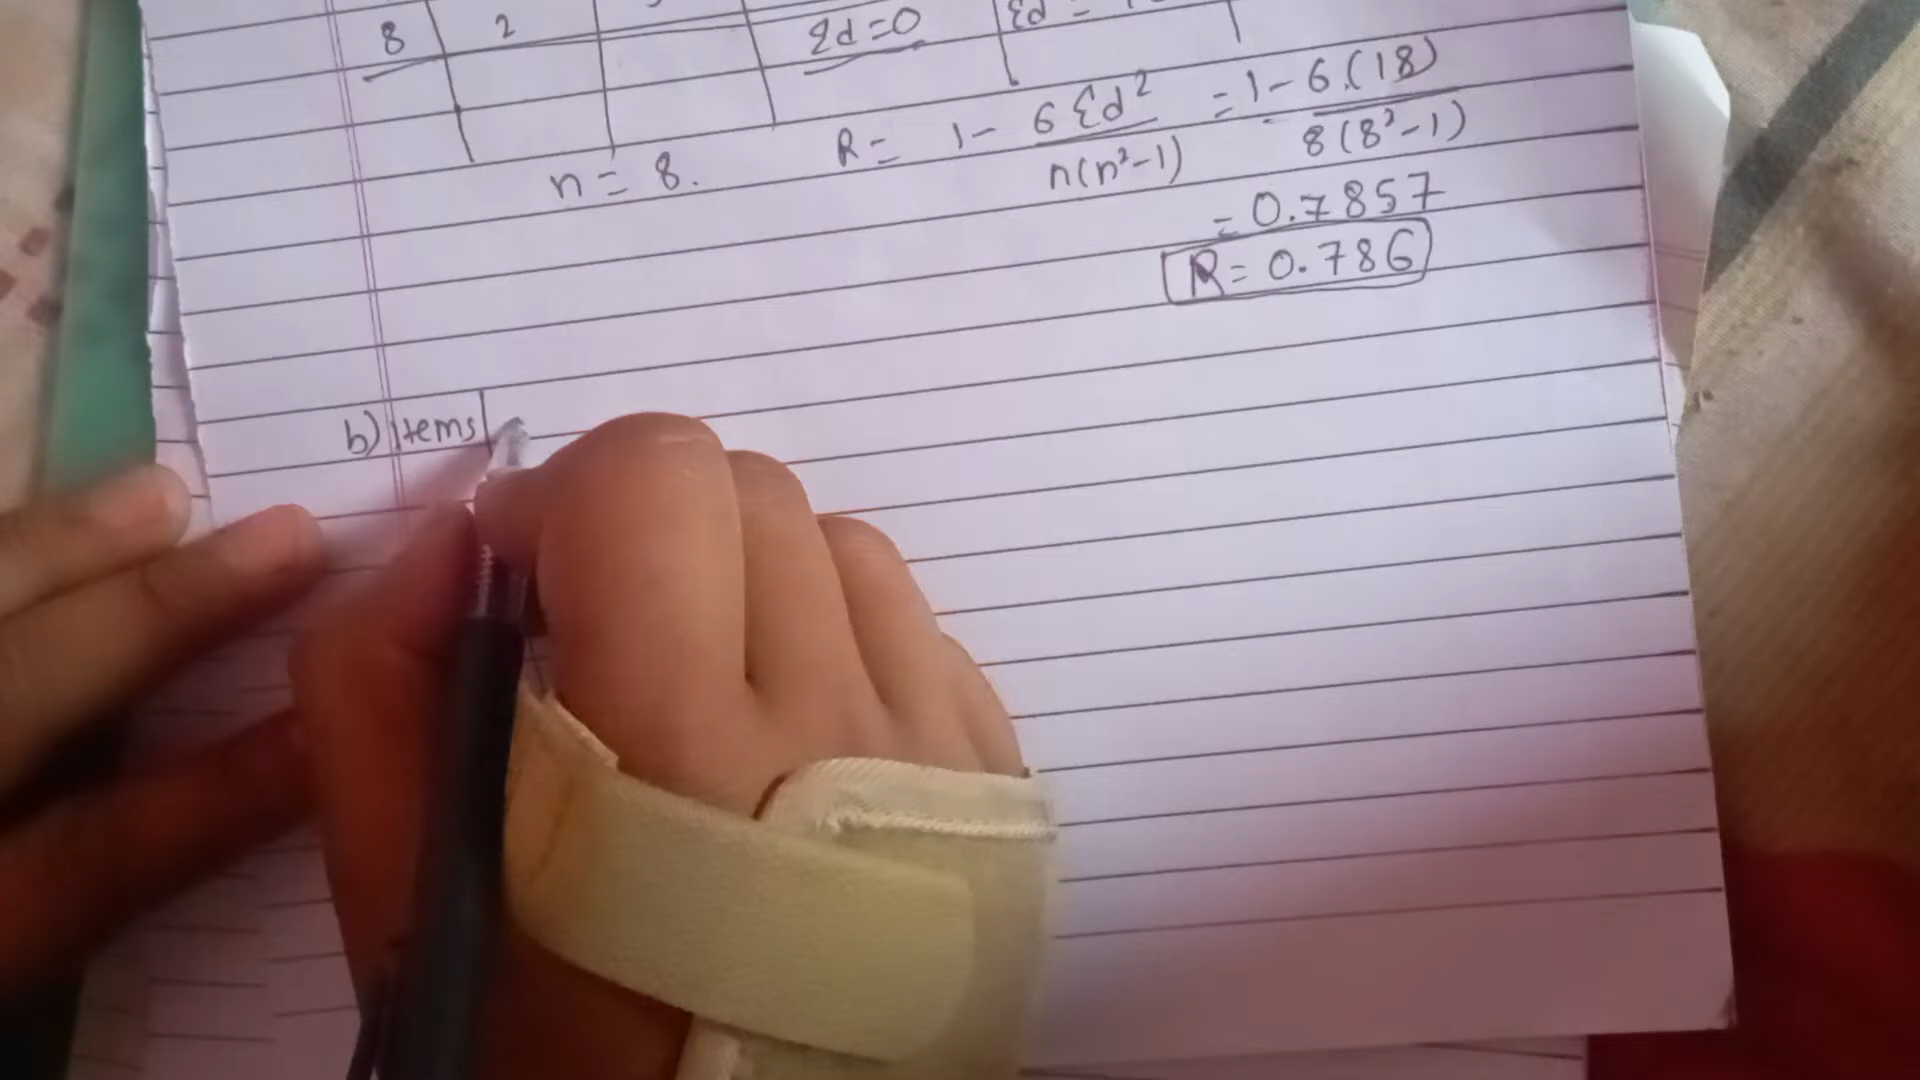 8 2 Σd=0 Σd =
n = 8. R = 1 - 6Σd² / n(n²-1) = 1 - 6.(18) / 8(8²-1)
= 0.7857
R = 0.786
b) Items